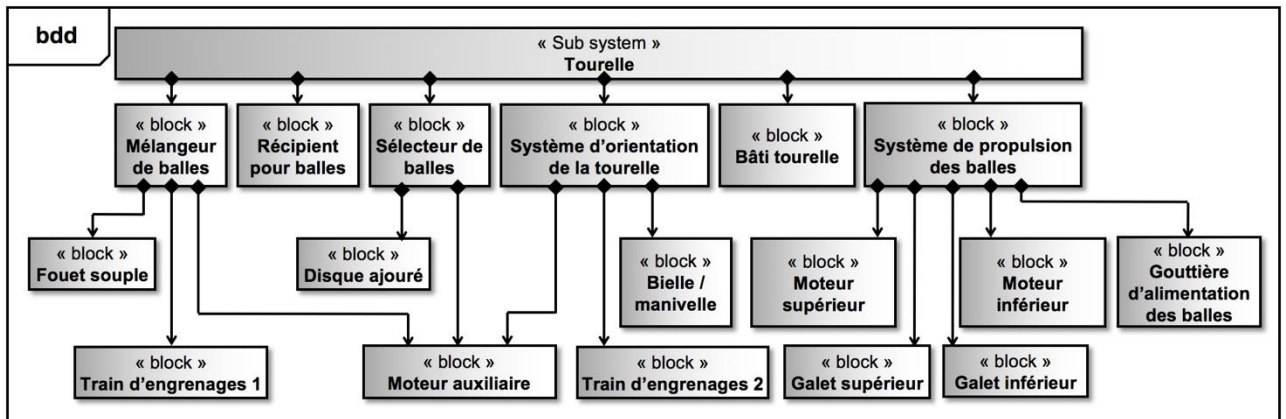 bdd
« Sub system »
Tourelle
« block »
Mélangeur
de balles
« block »
Récipient
pour balles
« block »
Sélecteur de
balles
« block »
Système d'orientation
de la tourelle
« block »
Bâti tourelle
« block »
Système de propulsion
des balles
« block »
Fouet souple
« block »
Disque ajouré
« block »
Bielle /
manivelle
« block »
Moteur
supérieur
« block »
Moteur
inférieur
« block »
Gouttière
d'alimentation
des balles
« block »
Train d'engrenages 1
« block »
Moteur auxiliaire
« block »
Train d'engrenages 2
« block »
Galet supérieur
« block »
Galet inférieur